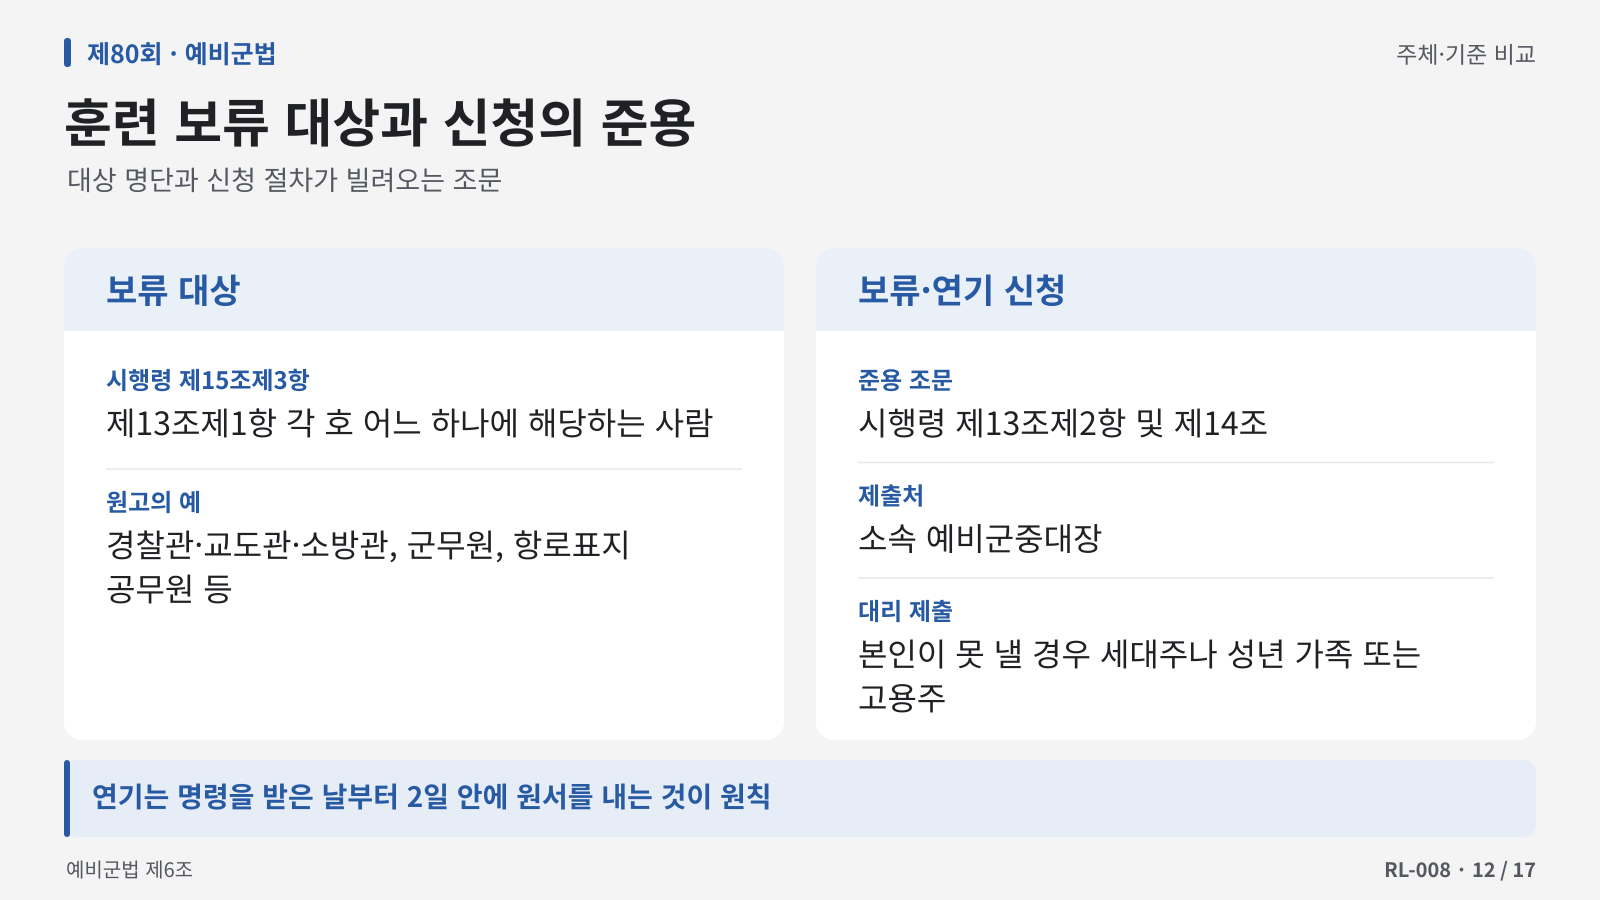 제80회 · 예비군법
주체·기준 비교
훈련 보류 대상과 신청의 준용
대상 명단과 신청 절차가 빌려오는 조문
보류 대상
시행령 제15조제3항
제13조제1항 각 호 어느 하나에 해당하는 사람
원고의 예
경찰관·교도관·소방관, 군무원, 항로표지
공무원 등
보류·연기 신청
준용 조문
시행령 제13조제2항 및 제14조
제출처
소속 예비군중대장
대리 제출
본인이 못 낼 경우 세대주나 성년 가족 또는
고용주
연기는 명령을 받은 날부터 2일 안에 원서를 내는 것이 원칙
예비군법 제6조
RL-008 · 12 / 17